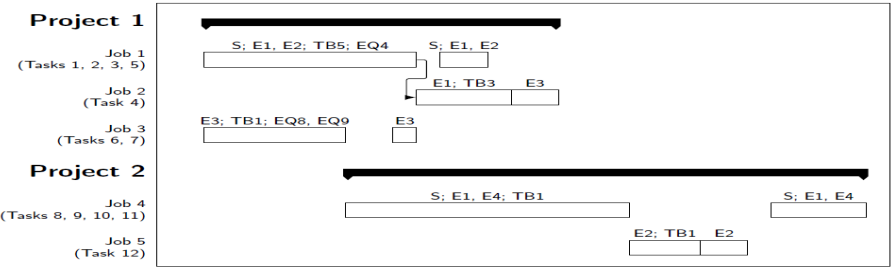 Project 1
Job 1
(Tasks 1, 2, 3, 5)
S; E1, E2; TB5; EQ4
S; E1, E2
Job 2
(Task 4)
E1; TB3
E3
Job 3
(Tasks 6, 7)
E3; TB1; EQ8, EQ9
E3
Project 2
Job 4
(Tasks 8, 9, 10, 11)
S; E1, E4; TB1
S; E1, E4
Job 5
(Task 12)
E2; TB1
E2